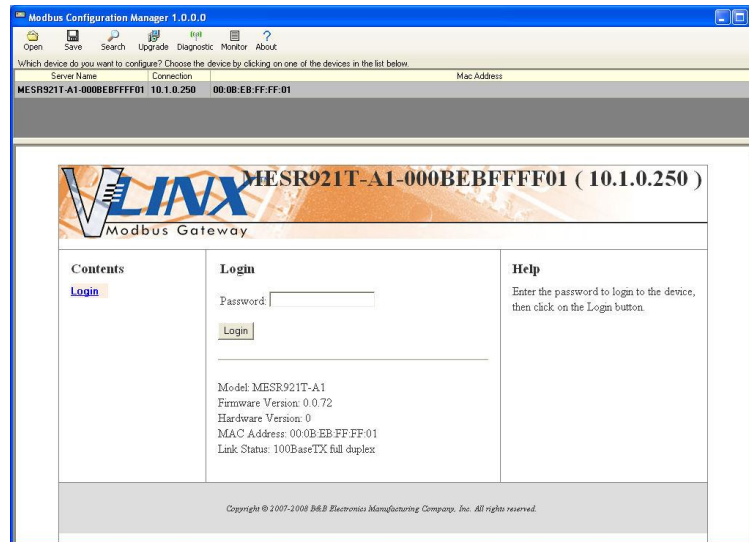 Modbus Configuration Manager 1.0.0.0
Open Save Search Upgrade Diagnostic Monitor About
Which device do you want to configure? Choose the device by clicking on one of the devices in the list below.
Server Name Connection Mac Address
MESR921T-A1-000BEBFFFF01 10.1.0.250 00:0B:EB:FF:FF:01
VLINX
Modbus Gateway
MESR921T-A1-000BEBFFFF01 ( 10.1.0.250 )
Contents
Login
Login
Password:
Login
Model: MESR921T-A1
Firmware Version: 0.0.72
Hardware Version: 0
MAC Address: 00:0B:EB:FF:FF:01
Link Status: 100BaseTX full duplex
Help
Enter the password to login to the device,
then click on the Login button.
Copyright © 2007-2008 B&B Electronics Manufacturing Company, Inc. All rights reserved.